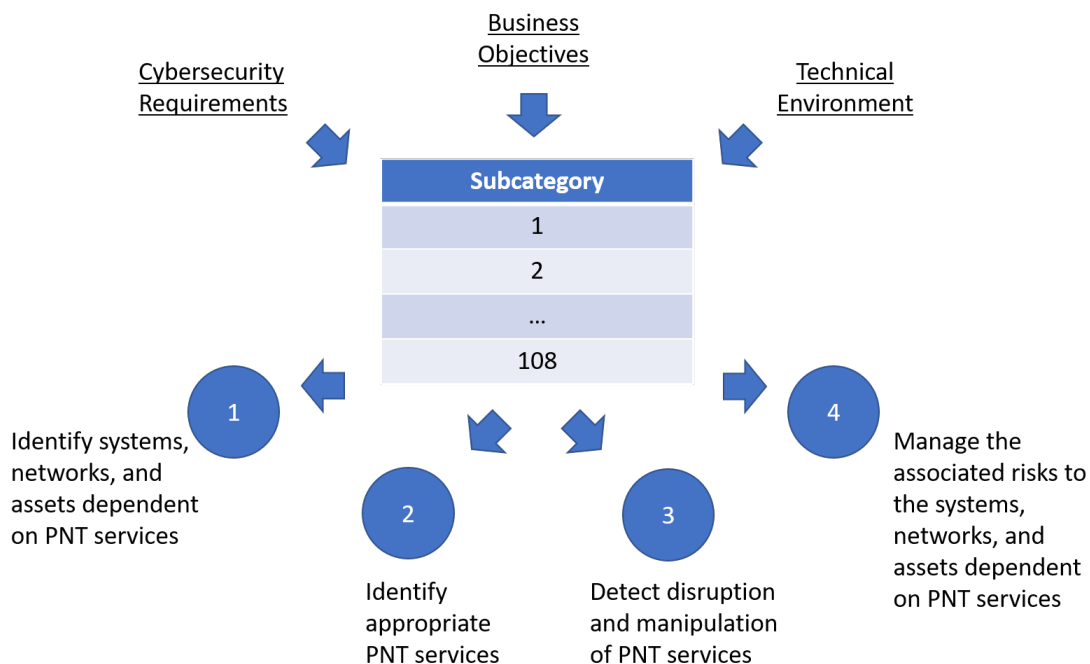 Business
Objectives
Cybersecurity
Requirements
Technical
Environment
Subcategory
1
2
...
108
1
Identify systems,
networks, and
assets dependent
on PNT services
2
Identify
appropriate
PNT services
3
Detect disruption
and manipulation
of PNT services
4
Manage the
associated risks to
the systems,
networks, and
assets dependent
on PNT services